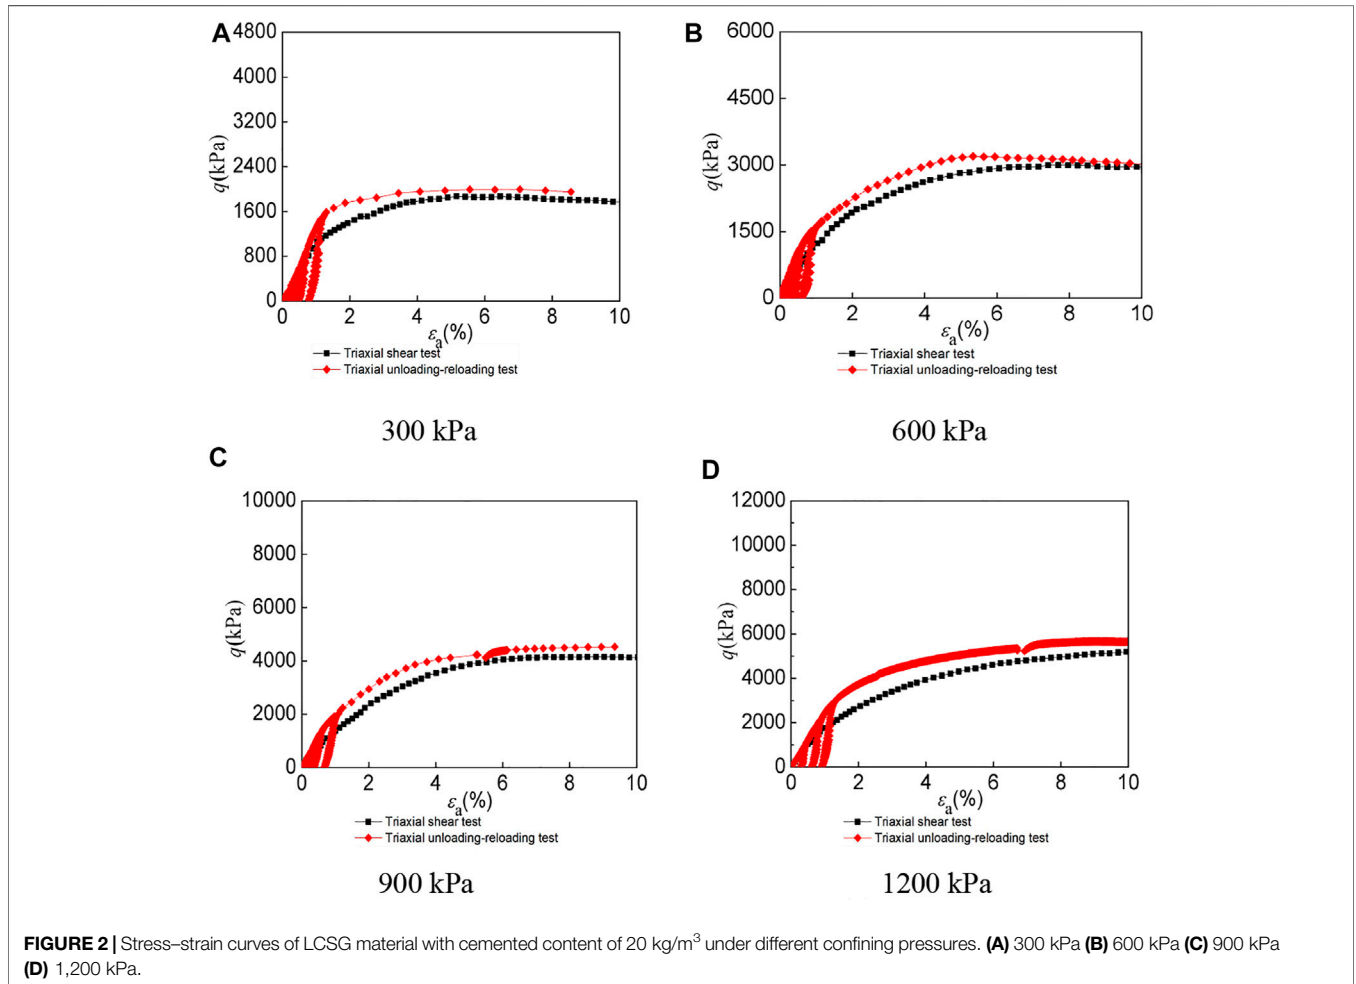 A
4800
4000
3200
2400
1600
800
0
q(kPa)
0 2 4 6 8 10
εa(%)
Triaxial shear test
Triaxial unloading-reloading test
300 kPa
B
6000
4500
3000
1500
0
q(kPa)
0 2 4 6 8 10
εa(%)
Triaxial shear test
Triaxial unloading-reloading test
600 kPa
C
10000
8000
6000
4000
2000
0
q(kPa)
0 2 4 6 8 10
εa(%)
Triaxial shear test
Triaxial unloading-reloading test
900 kPa
D
12000
10000
8000
6000
4000
2000
0
q(kPa)
0 2 4 6 8 10
εa(%)
Triaxial shear test
Triaxial unloading-reloading test
1200 kPa
FIGURE 2 | Stress–strain curves of LCSG material with cemented content of 20 kg/m³ under different confining pressures. (A) 300 kPa (B) 600 kPa (C) 900 kPa
(D) 1,200 kPa.